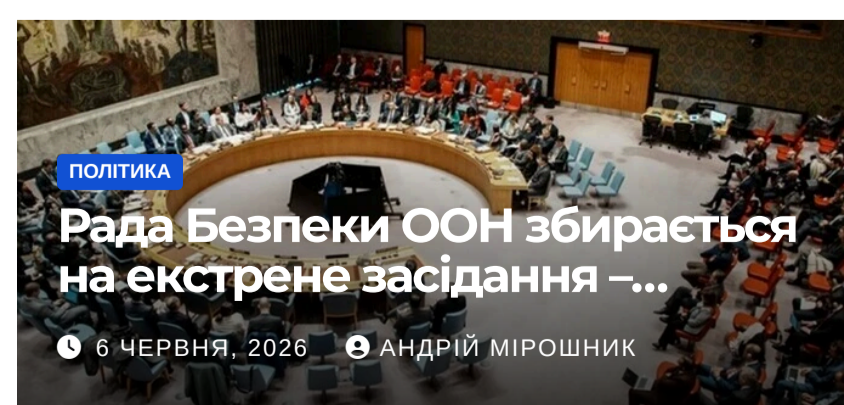 ПОЛІТИКА
Рада Безпеки ООН збирається
на екстрене засідання –...
6 ЧЕРВНЯ, 2026 АНДРІЙ МІРОШНИК